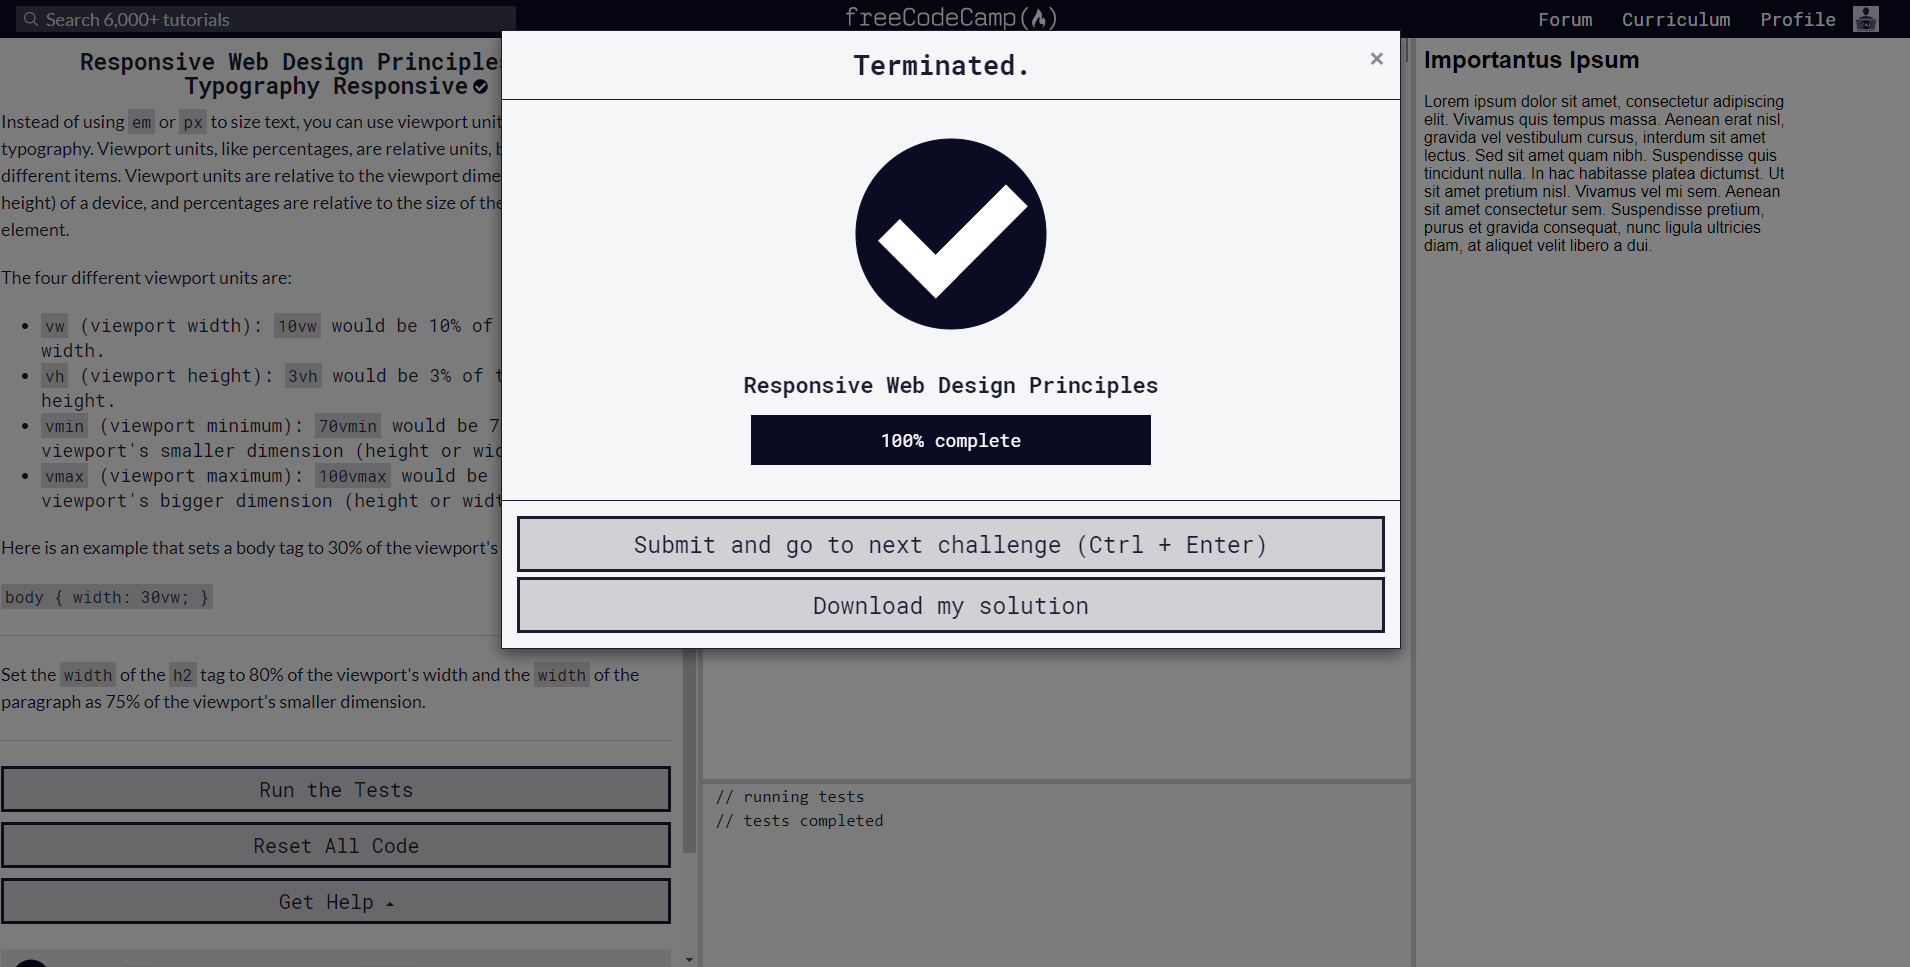 Search 6,000+ tutorials
freeCodeCamp(🔥)
Forum Curriculum Profile
Responsive Web Design Principles
Typography Responsive
Instead of using em or px to size text, you can use viewport
typography. Viewport units, like percentages, are relative units,
different items. Viewport units are relative to the viewport
height) of a device, and percentages are relative to the size of the
element.
The four different viewport units are:
vw (viewport width): 10vw would be 10% of
width.
vh (viewport height): 3vh would be 3% of
height.
vmin (viewport minimum): 70vmin would be
viewport's smaller dimension (height or
vmax (viewport maximum): 100vmax would be
viewport's bigger dimension (height or
Here is an example that sets a body tag to 30% of the viewport's
body { width: 30vw; }
Set the width of the h2 tag to 80% of the viewport's width and the width of the
paragraph as 75% of the viewport's smaller dimension.
Run the Tests
Reset All Code
Get Help
Terminated.
×
Responsive Web Design Principles
100% complete
Submit and go to next challenge (Ctrl + Enter)
Download my solution
// running tests
// tests completed
Importantus Ipsum
Lorem ipsum dolor sit amet, consectetur adipiscing
elit. Vivamus quis tempus massa. Aenean erat nisl,
gravida vel vestibulum cursus, interdum sit amet
lectus. Sed sit amet quam nibh. Suspendisse quis
tincidunt nulla. In hac habitasse platea dictumst. Ut
sit amet pretium nisl. Vivamus vel mi sem. Aenean
sit amet consectetur sem. Suspendisse pretium,
purus et gravida consequat, nunc ligula ultricies
diam, at aliquet velit libero a dui.